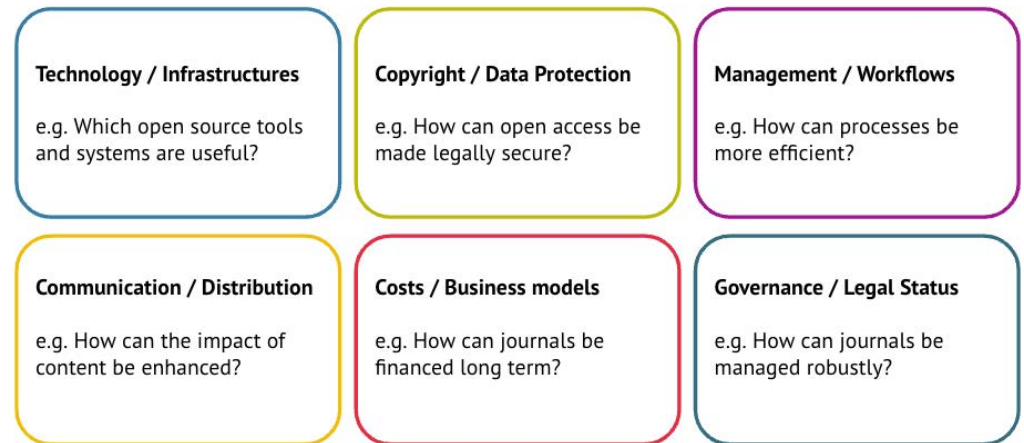 Technology / Infrastructures
e.g. Which open source tools
and systems are useful?
Copyright / Data Protection
e.g. How can open access be
made legally secure?
Management / Workflows
e.g. How can processes be
more efficient?
Communication / Distribution
e.g. How can the impact of
content be enhanced?
Costs / Business models
e.g. How can journals be
financed long term?
Governance / Legal Status
e.g. How can journals be
managed robustly?